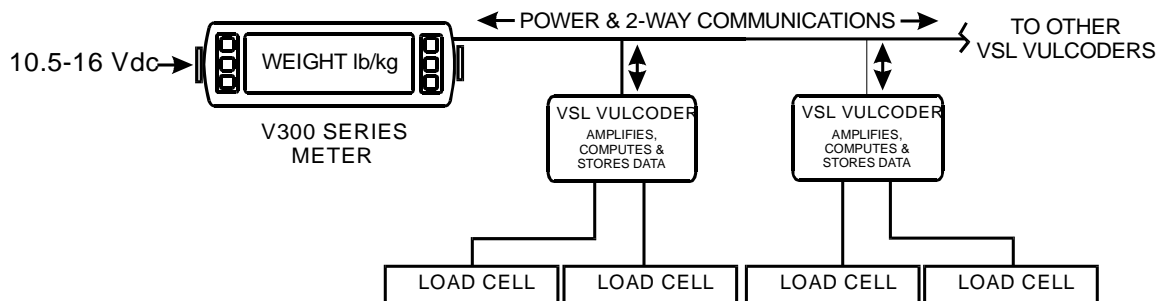 POWER & 2-WAY COMMUNICATIONS
TO OTHER
VSL VULCODERS
10.5-16 Vdc
WEIGHT lb/kg
V300 SERIES
METER
VSL VULCODER
AMPLIFIES,
COMPUTES &
STORES DATA
VSL VULCODER
AMPLIFIES,
COMPUTES &
STORES DATA
LOAD CELL
LOAD CELL
LOAD CELL
LOAD CELL